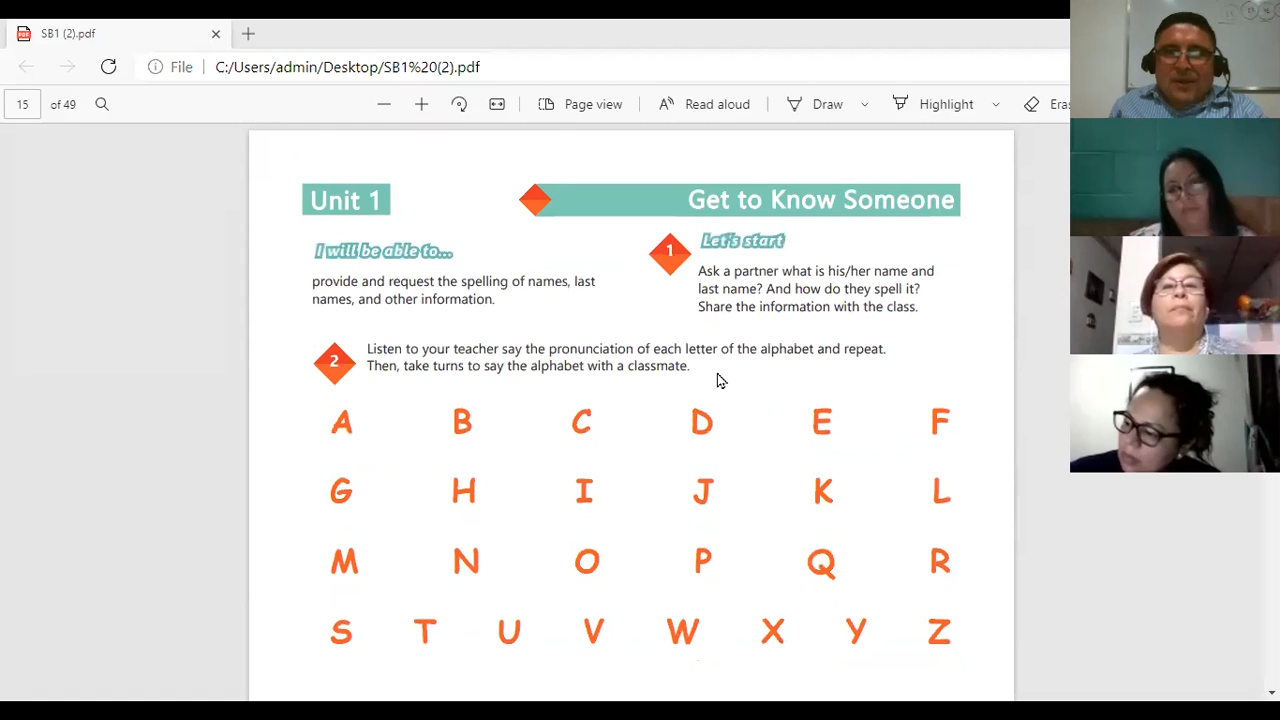 SB1 (2).pdf
File C:/Users/admin/Desktop/SB1%20(2).pdf
15 of 49 Page view Read aloud Draw Highlight Eras
Unit 1
Get to Know Someone
I will be able to...
provide and request the spelling of names, last
names, and other information.
1 Let's start
Ask a partner what is his/her name and
last name? And how do they spell it?
Share the information with the class.
2 Listen to your teacher say the pronunciation of each letter of the alphabet and repeat.
Then, take turns to say the alphabet with a classmate.
A B C D E F
G H I J K L
M N O P Q R
S T U V W X Y Z